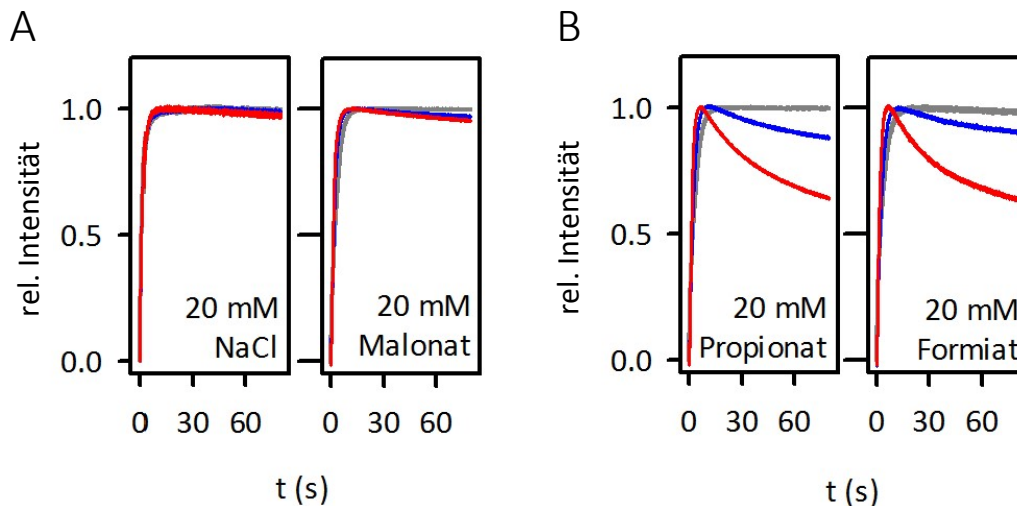 A
rel. Intensität
1.0
0.5
0.0
20 mM
NaCl
20 mM
Malonat
0 30 60
0 30 60
t (s)
B
rel. Intensität
1.0
0.5
0.0
20 mM
Propionat
20 mM
Formiat
0 30 60
0 30 60
t (s)